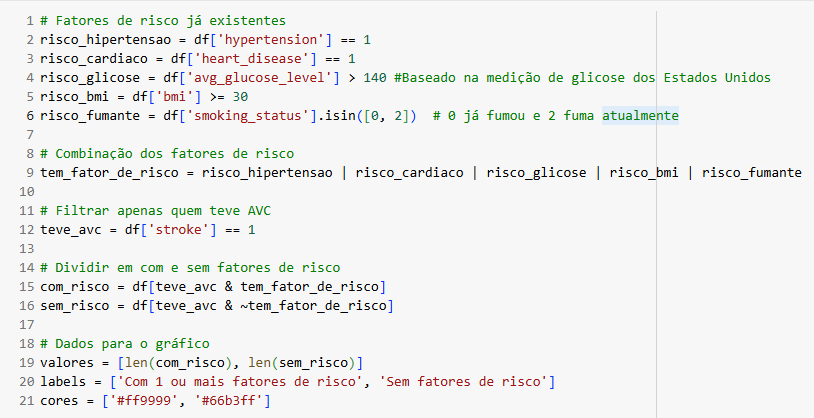 1 # Fatores de risco já existentes
2 risco_hipertensao = df['hypertension'] == 1
3 risco_cardiaco = df['heart_disease'] == 1
4 risco_glicose = df['avg_glucose_level'] > 140 #Baseado na medição de glicose dos Estados Unidos
5 risco_bmi = df['bmi'] >= 30
6 risco_fumante = df['smoking_status'].isin([0, 2])  # 0 já fumou e 2 fuma atualmente
7
8 # Combinação dos fatores de risco
9 tem_fator_de_risco = risco_hipertensao | risco_cardiaco | risco_glicose | risco_bmi | risco_fumante
10
11 # Filtrar apenas quem teve AVC
12 teve_avc = df['stroke'] == 1
13
14 # Dividir em com e sem fatores de risco
15 com_risco = df[teve_avc & tem_fator_de_risco]
16 sem_risco = df[teve_avc & ~tem_fator_de_risco]
17
18 # Dados para o gráfico
19 valores = [len(com_risco), len(sem_risco)]
20 labels = ['Com 1 ou mais fatores de risco', 'Sem fatores de risco']
21 cores = ['#ff9999', '#66b3ff']